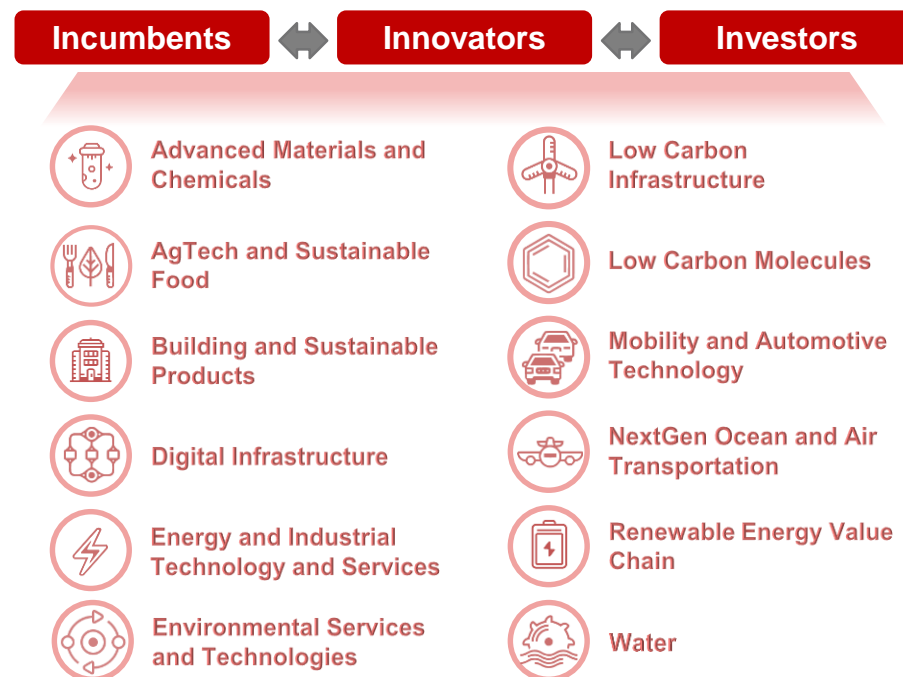 Incumbents
Innovators
Investors
Advanced Materials and
Chemicals
AgTech and Sustainable
Food
Building and Sustainable
Products
Digital Infrastructure
Energy and Industrial
Technology and Services
Environmental Services
and Technologies
Low Carbon
Infrastructure
Low Carbon Molecules
Mobility and Automotive
Technology
NextGen Ocean and Air
Transportation
Renewable Energy Value
Chain
Water